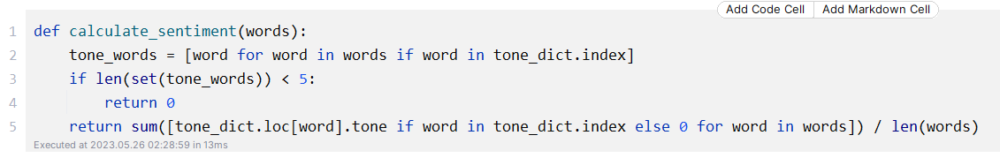 Add Code Cell Add Markdown Cell
1 def calculate_sentiment(words):
2     tone_words = [word for word in words if word in tone_dict.index]
3     if len(set(tone_words)) < 5:
4         return 0
5     return sum([tone_dict.loc[word].tone if word in tone_dict.index else 0 for word in words]) / len(words)
Executed at 2023.05.26 02:28:59 in 13ms